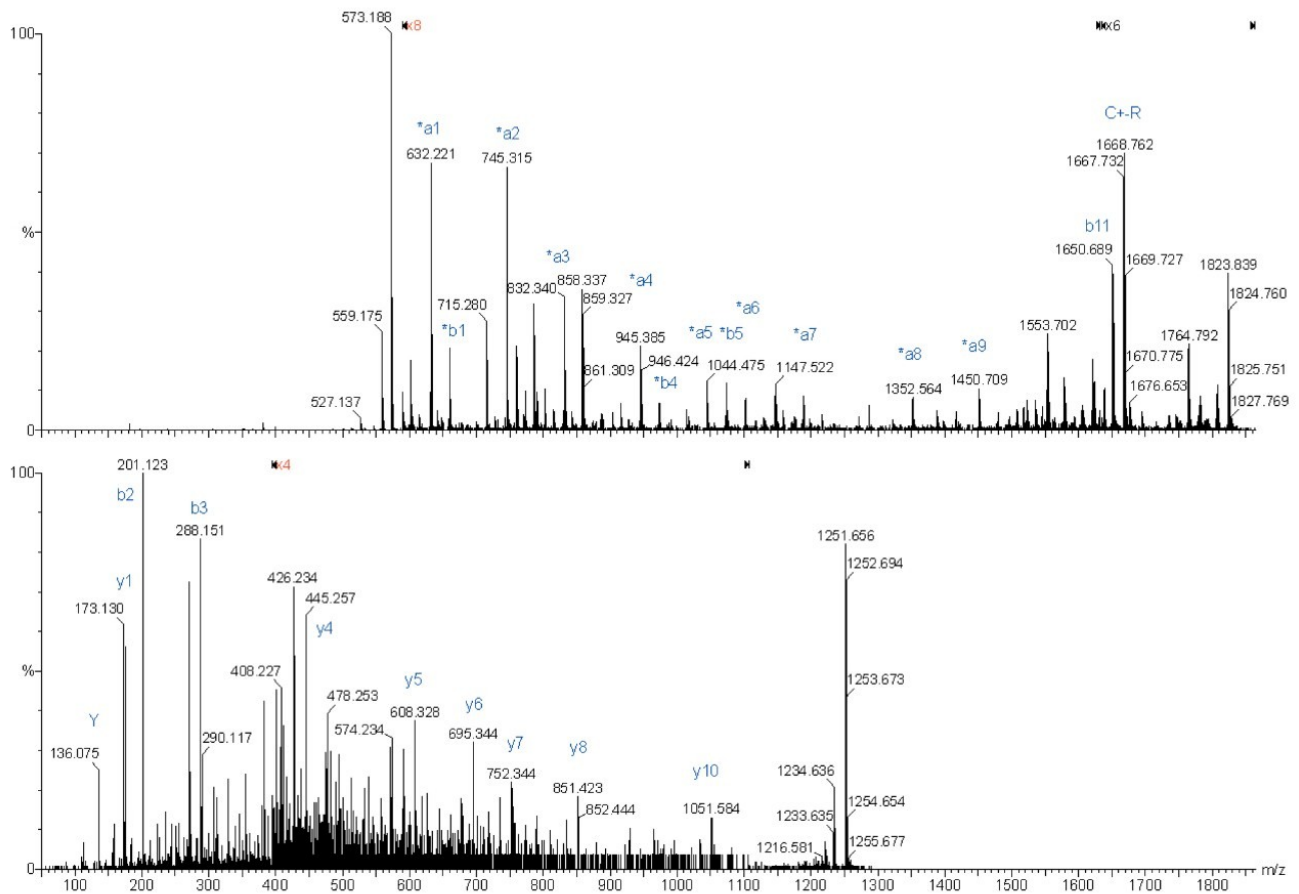 573.188
100
x8
x6
C+-R
*a1
*a2
1668.762
632.221
745.315
1667.732
b11
*a3
1650.689
*a4
858.337
1669.727
1823.839
%
832.340
859.327
715.280
*a6
1824.760
559.175
*b1
*a5
*b5
*a7
1553.702
945.385
1764.792
*a8
*a9
946.424
1044.475
1147.522
1670.775
861.309
*b4
1352.564
1450.709
1825.751
527.137
1676.653
1827.769
0
100
201.123
x4
b2
b3
288.151
1251.656
1252.694
y1
426.234
173.130
445.257
y4
1253.673
%
408.227
Y
478.253
y5
608.328
y6
574.234
136.075
290.117
695.344
y7
y8
752.344
1234.636
y10
851.423
1051.584
852.444
1254.654
1233.635
1216.581
1255.677
0
100 200 300 400 500 600 700 800 900 1000 1100 1200 1300 1400 1500 1600 1700 1800 m/z